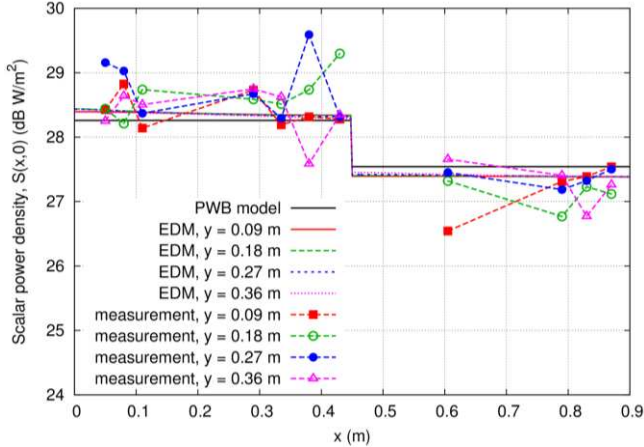 30
29
28
27
26
25
24
Scalar power density, S(x,0) (dB W/m²)
PWB model
EDM, y = 0.09 m
EDM, y = 0.18 m
EDM, y = 0.27 m
EDM, y = 0.36 m
measurement, y = 0.09 m
measurement, y = 0.18 m
measurement, y = 0.27 m
measurement, y = 0.36 m
0 0.1 0.2 0.3 0.4 0.5 0.6 0.7 0.8 0.9
x (m)